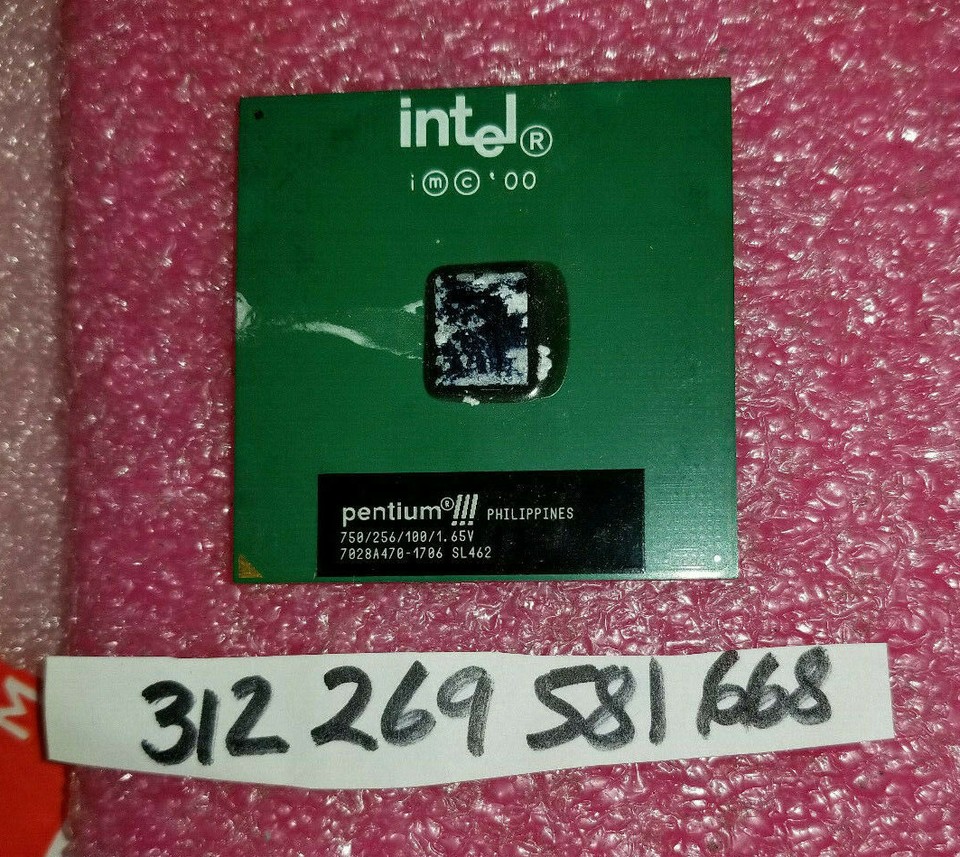 intel®
i ⓜ © '00
pentium® !!! PHILIPPINES
750/256/100/1.65V
7028A470-1706 SL462
312 269 581 668
M